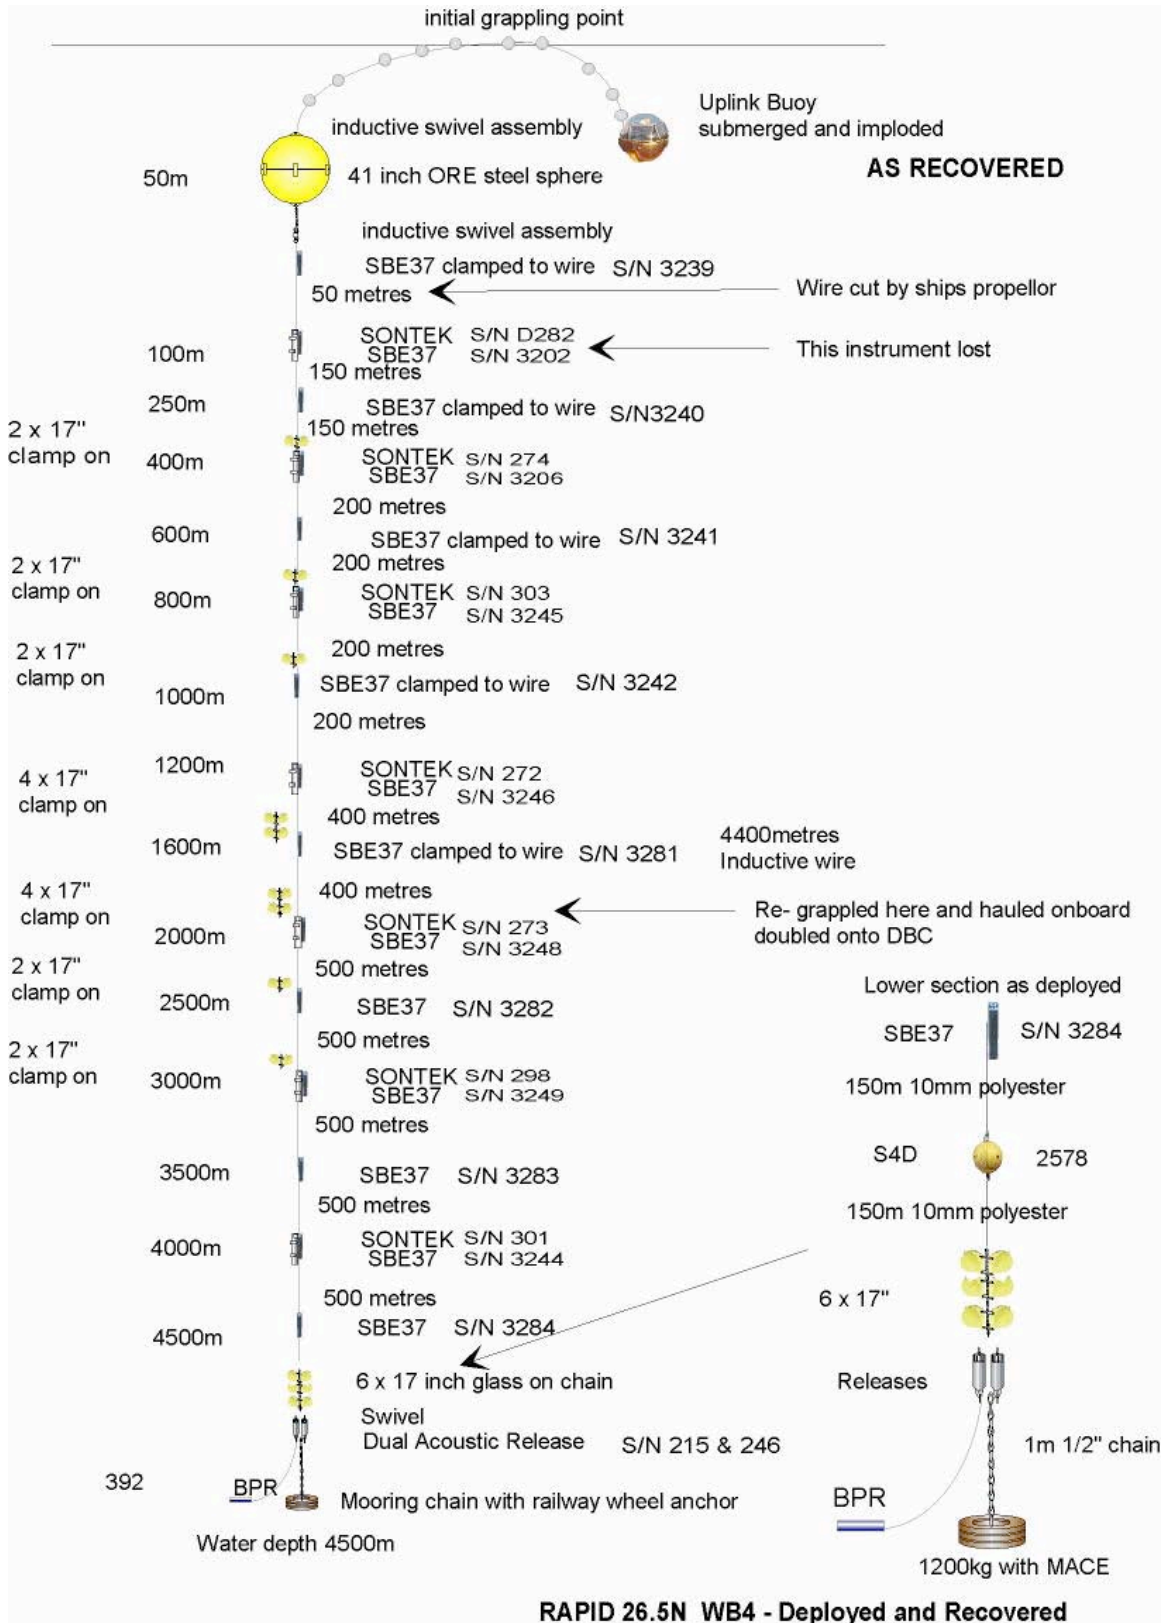 initial grappling point
Uplink Buoy
submerged and imploded
inductive swivel assembly
AS RECOVERED
50m
41 inch ORE steel sphere
inductive swivel assembly
SBE37 clamped to wire S/N 3239
50 metres
Wire cut by ships propellor
SONTEK S/N D282
100m
SBE37 S/N 3202
This instrument lost
150 metres
250m
SBE37 clamped to wire S/N3240
2 x 17"
clamp on
150 metres
400m
SONTEK S/N 274
SBE37 S/N 3206
200 metres
600m
SBE37 clamped to wire S/N 3241
2 x 17"
clamp on
200 metres
800m
SONTEK S/N 303
SBE37 S/N 3245
2 x 17"
clamp on
200 metres
1000m
SBE37 clamped to wire S/N 3242
200 metres
1200m
4 x 17"
clamp on
SONTEK S/N 272
SBE37 S/N 3246
400 metres
1600m
SBE37 clamped to wire S/N 3281
4400metres
Inductive wire
4 x 17"
clamp on
400 metres
2000m
SONTEK S/N 273
SBE37 S/N 3248
Re- grappled here and hauled onboard
doubled onto DBC
2 x 17"
clamp on
500 metres
2500m
SBE37 S/N 3282
2 x 17"
clamp on
500 metres
3000m
SONTEK S/N 298
SBE37 S/N 3249
500 metres
3500m
SBE37 S/N 3283
500 metres
4000m
SONTEK S/N 301
SBE37 S/N 3244
500 metres
4500m
SBE37 S/N 3284
6 x 17 inch glass on chain
Swivel
Dual Acoustic Release S/N 215 & 246
392
BPR
Mooring chain with railway wheel anchor
Water depth 4500m
Lower section as deployed
SBE37 S/N 3284
150m 10mm polyester
S4D 2578
150m 10mm polyester
6 x 17"
Releases
1m 1/2" chain
BPR
1200kg with MACE
RAPID 26.5N WB4 - Deployed and Recovered